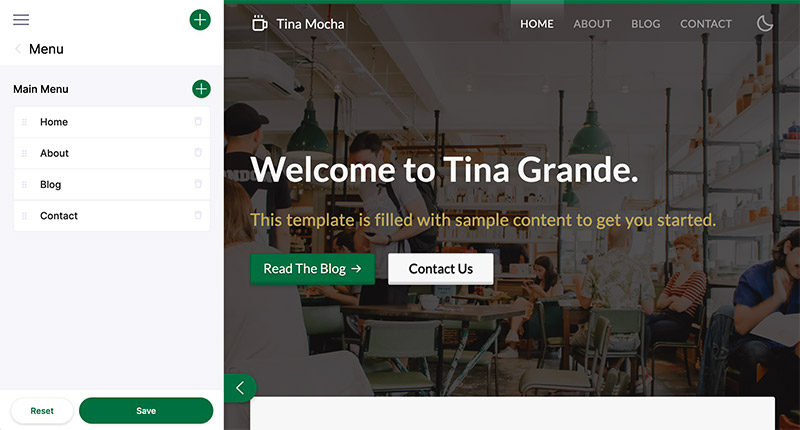 Menu
Main Menu
Home
About
Blog
Contact
Reset
Save
Tina Mocha
HOME
ABOUT
BLOG
CONTACT
Welcome to Tina Grande.
This template is filled with sample content to get you started.
Read The Blog →
Contact Us